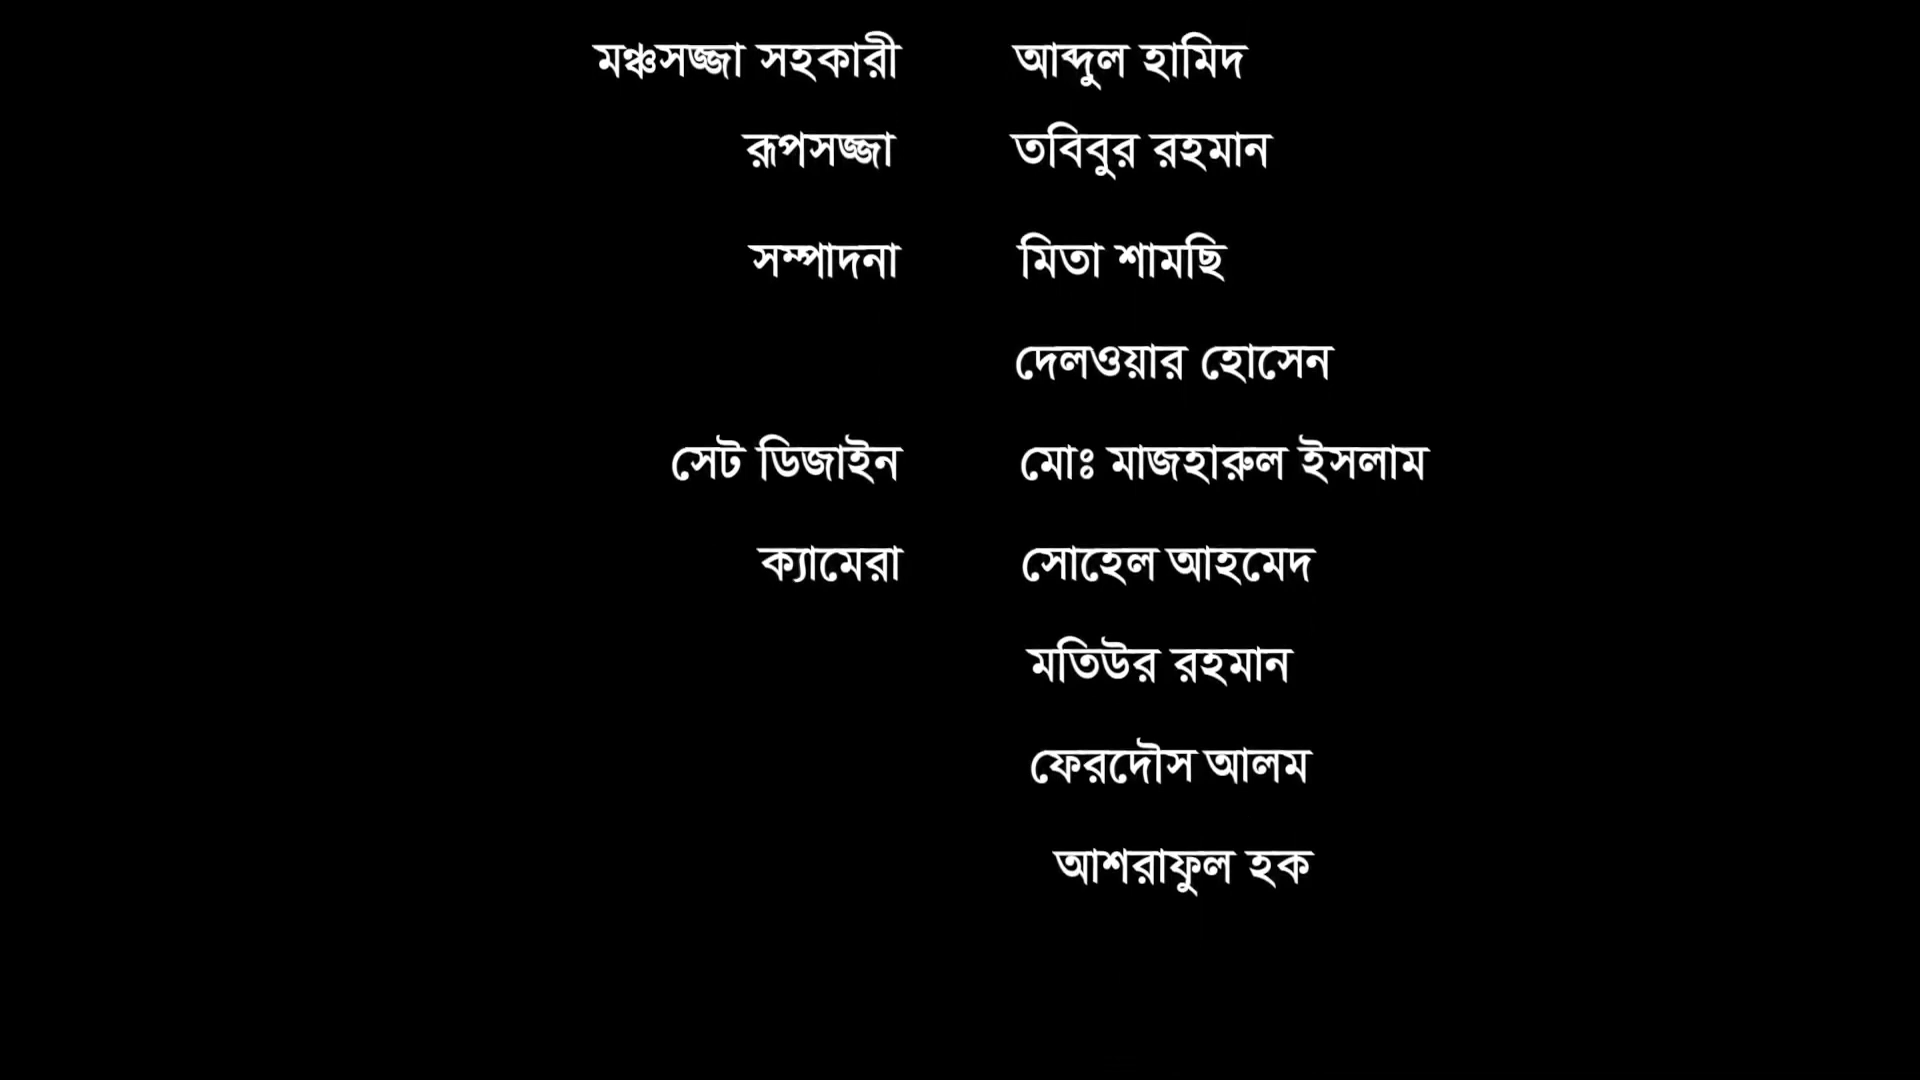 মঞ্চসজ্জা সহকারী আব্দুল হামিদ
রূপসজ্জা তবিবুর রহমান
সম্পাদনা মিতা শামছি
দেলওয়ার হোসেন
সেট ডিজাইন মোঃ মাজহারুল ইসলাম
ক্যামেরা সোহেল আহমেদ
মতিউর রহমান
ফেরদৌস আলম
আশরাফুল হক